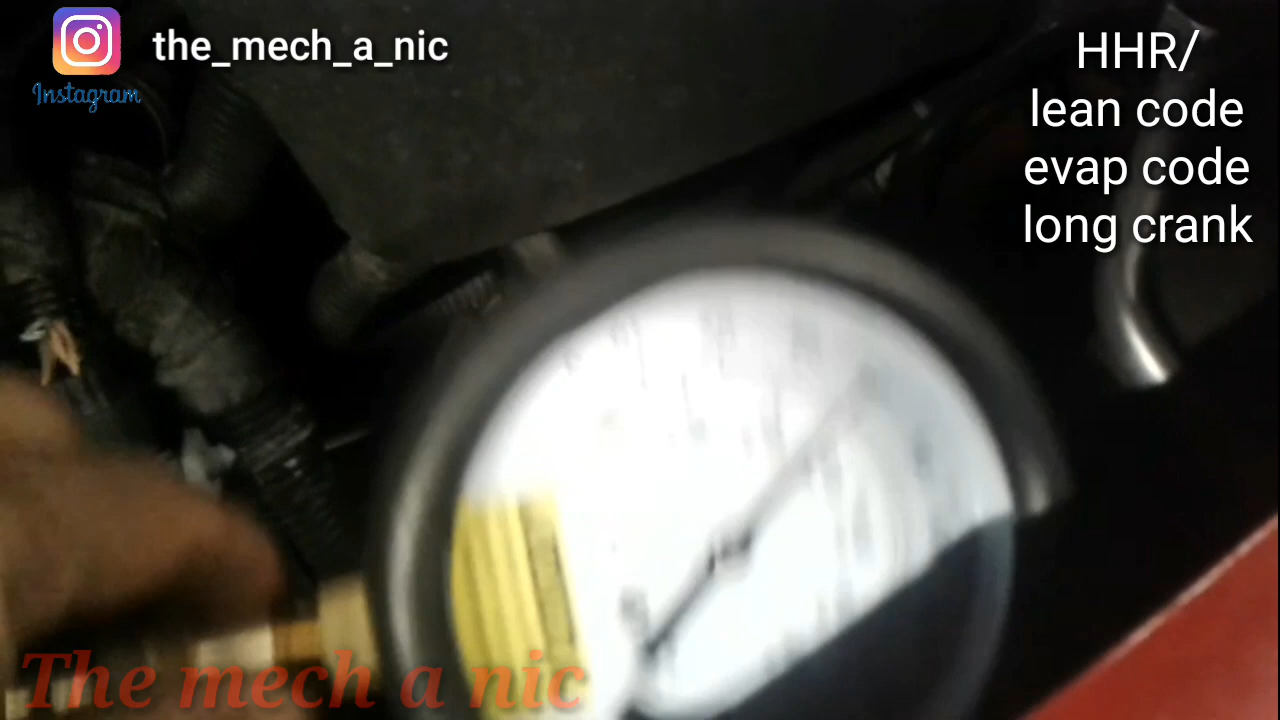 Instagram
the_mech_a_nic
HHR/
lean code
evap code
long crank
The mech a nic